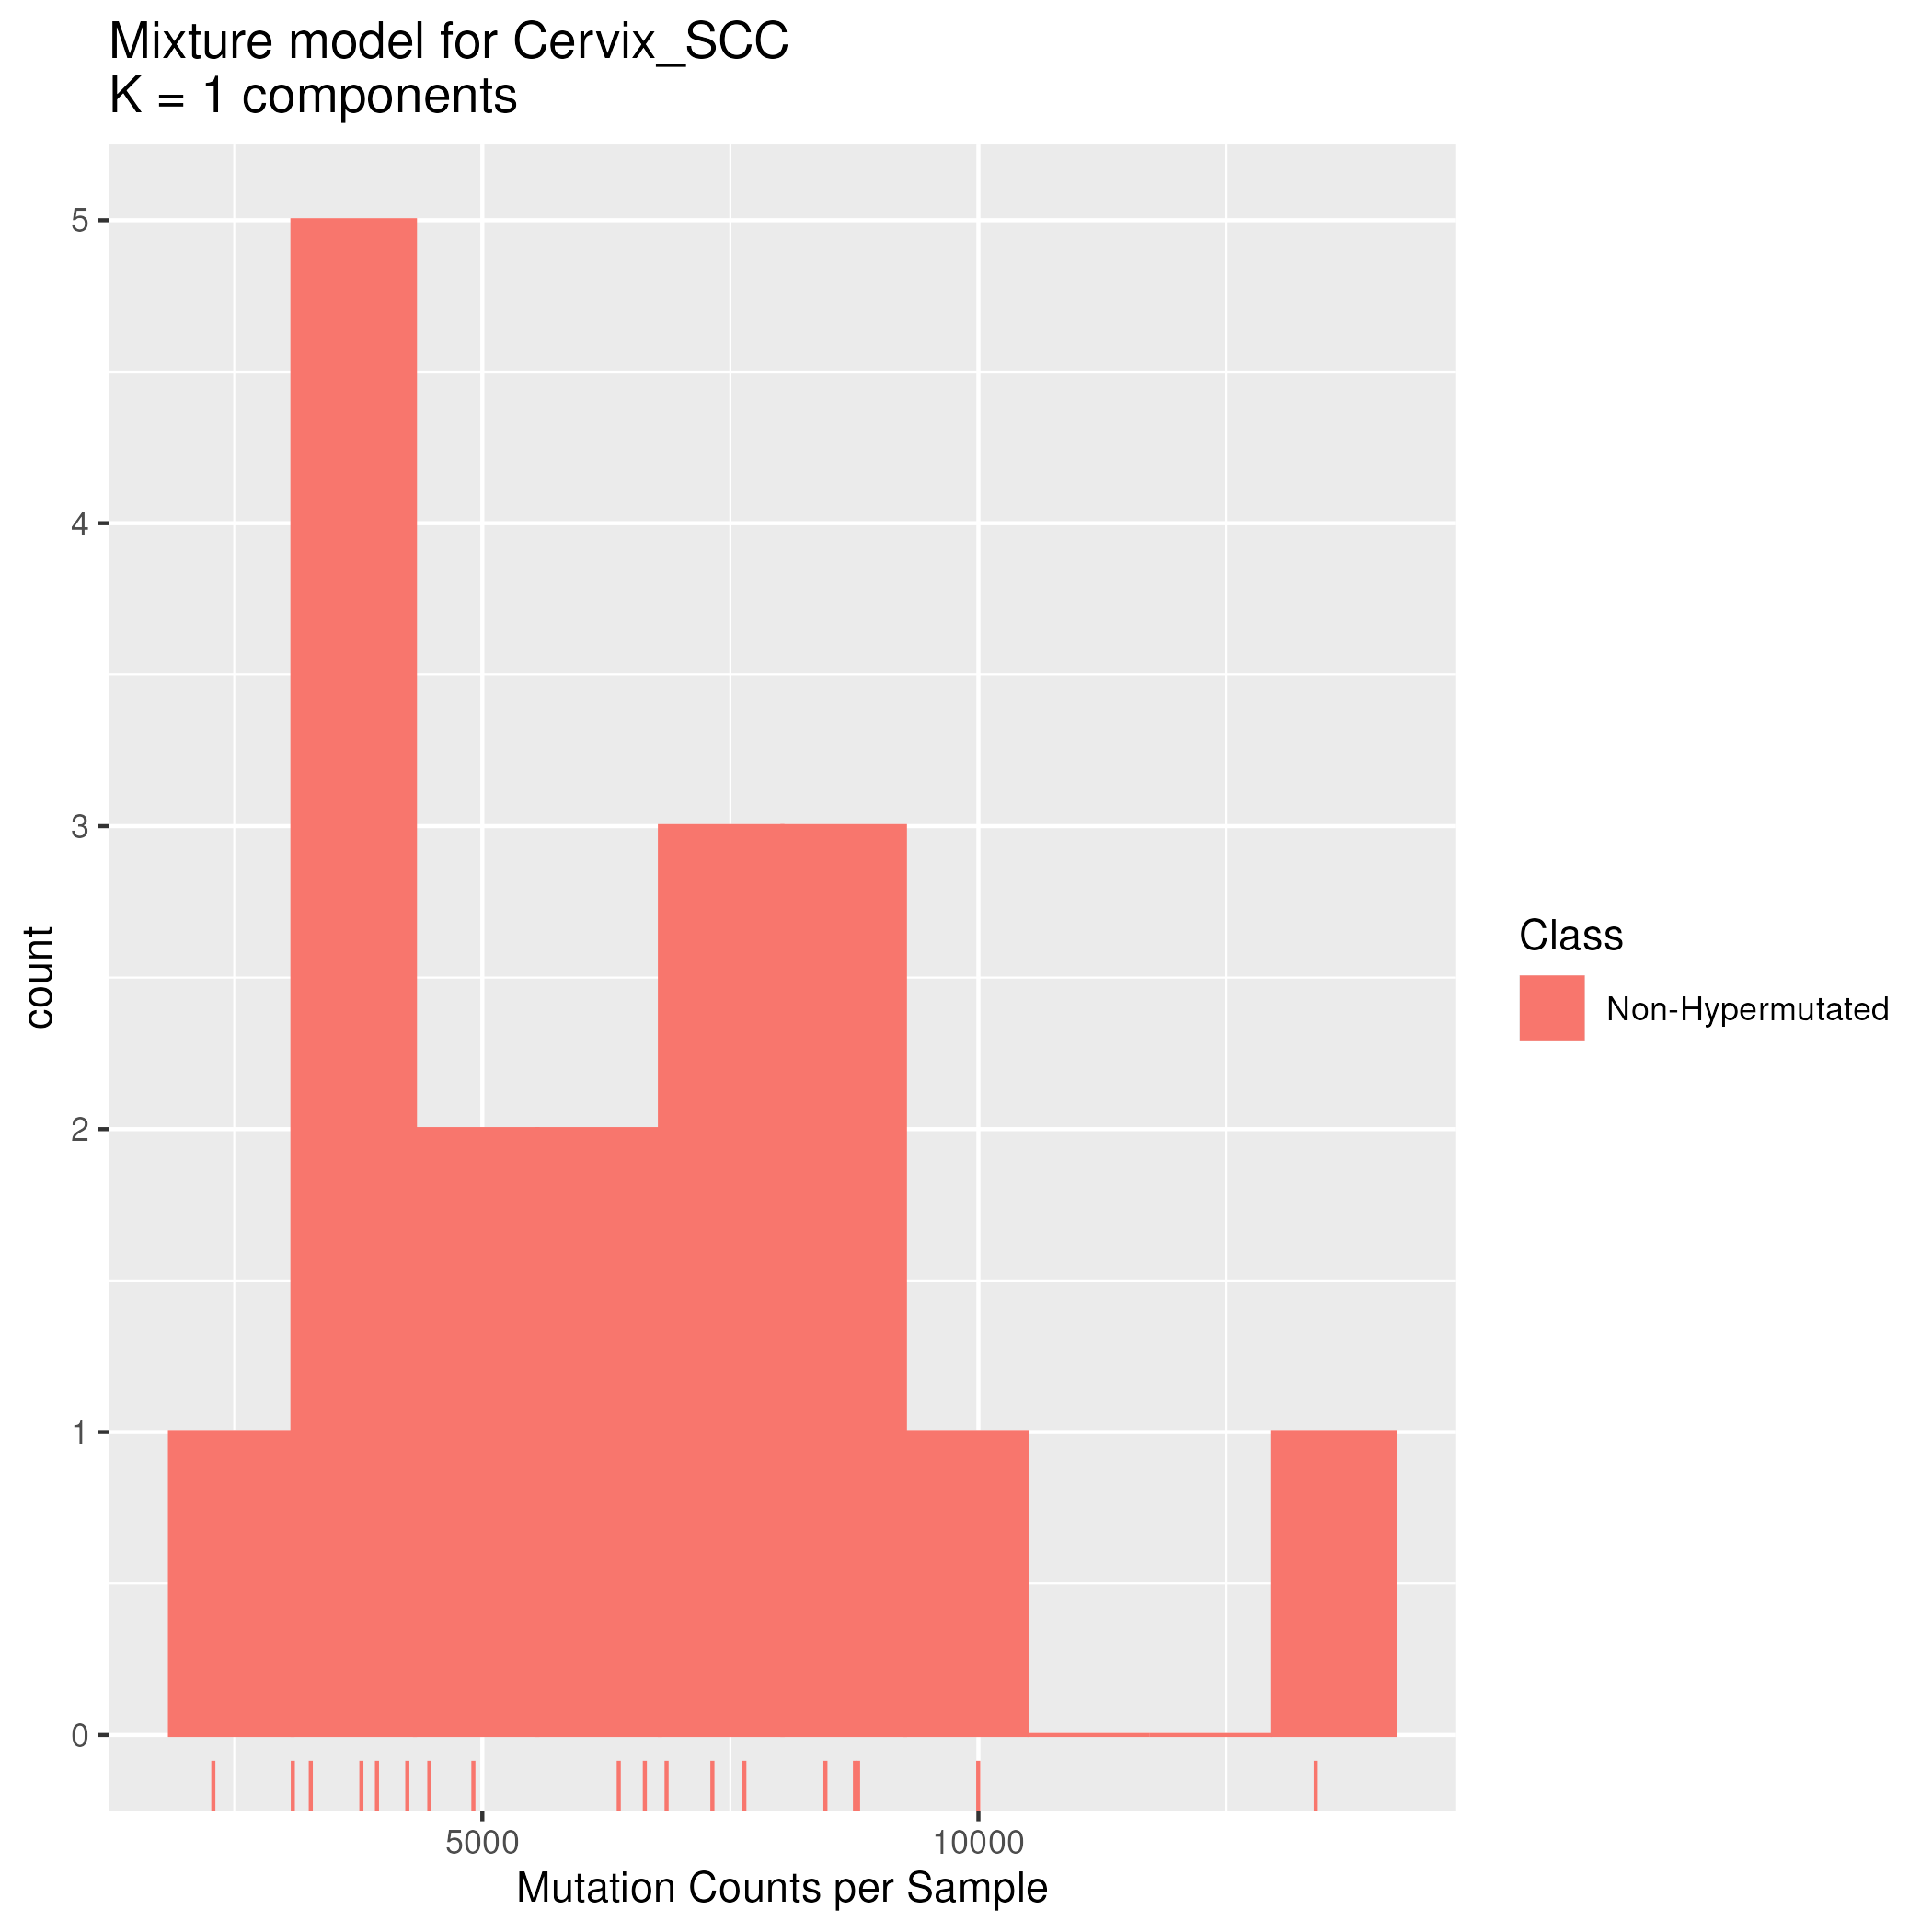 Mixture model for Cervix_SCC
K = 1 components
5
4
3
2
1
0
count
5000
10000
Mutation Counts per Sample
Class
Non-Hypermutated